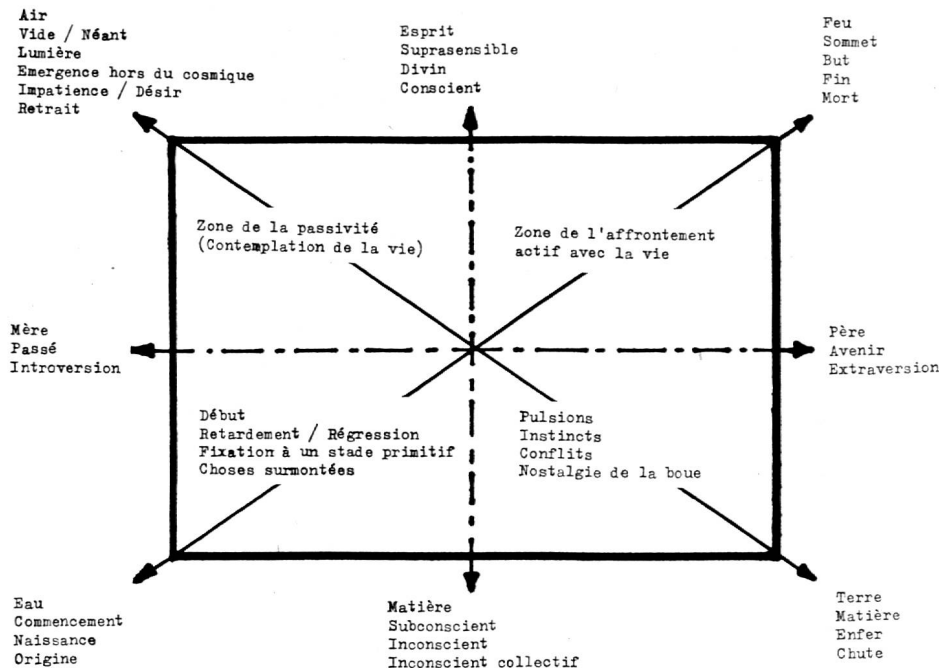 Air
Vide / Néant
Lumière
Emergence hors du cosmique
Impatience / Désir
Retrait
Esprit
Suprasensible
Divin
Conscient
Feu
Sommet
But
Fin
Mort
Zone de la passivité
(Contemplation de la vie)
Zone de l'affrontement
actif avec la vie
Mère
Passé
Introversion
Père
Avenir
Extraversion
Début
Retardement / Régression
Fixation à un stade primitif
Choses surmontées
Pulsions
Instincts
Conflits
Nostalgie de la boue
Eau
Commencement
Naissance
Origine
Matière
Subconscient
Inconscient
Inconscient collectif
Terre
Matière
Enfer
Chute